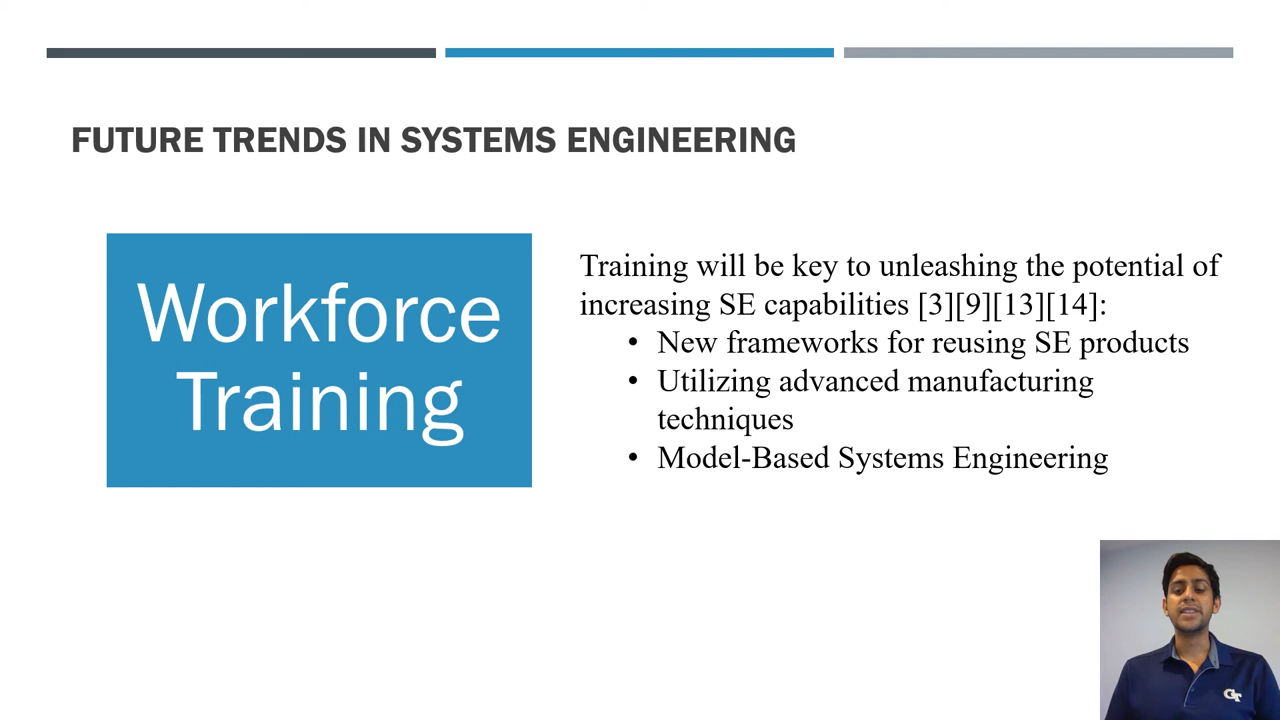 FUTURE TRENDS IN SYSTEMS ENGINEERING
Workforce
Training
Training will be key to unleashing the potential of
increasing SE capabilities [3][9][13][14]:
• New frameworks for reusing SE products
• Utilizing advanced manufacturing
techniques
• Model-Based Systems Engineering
GT